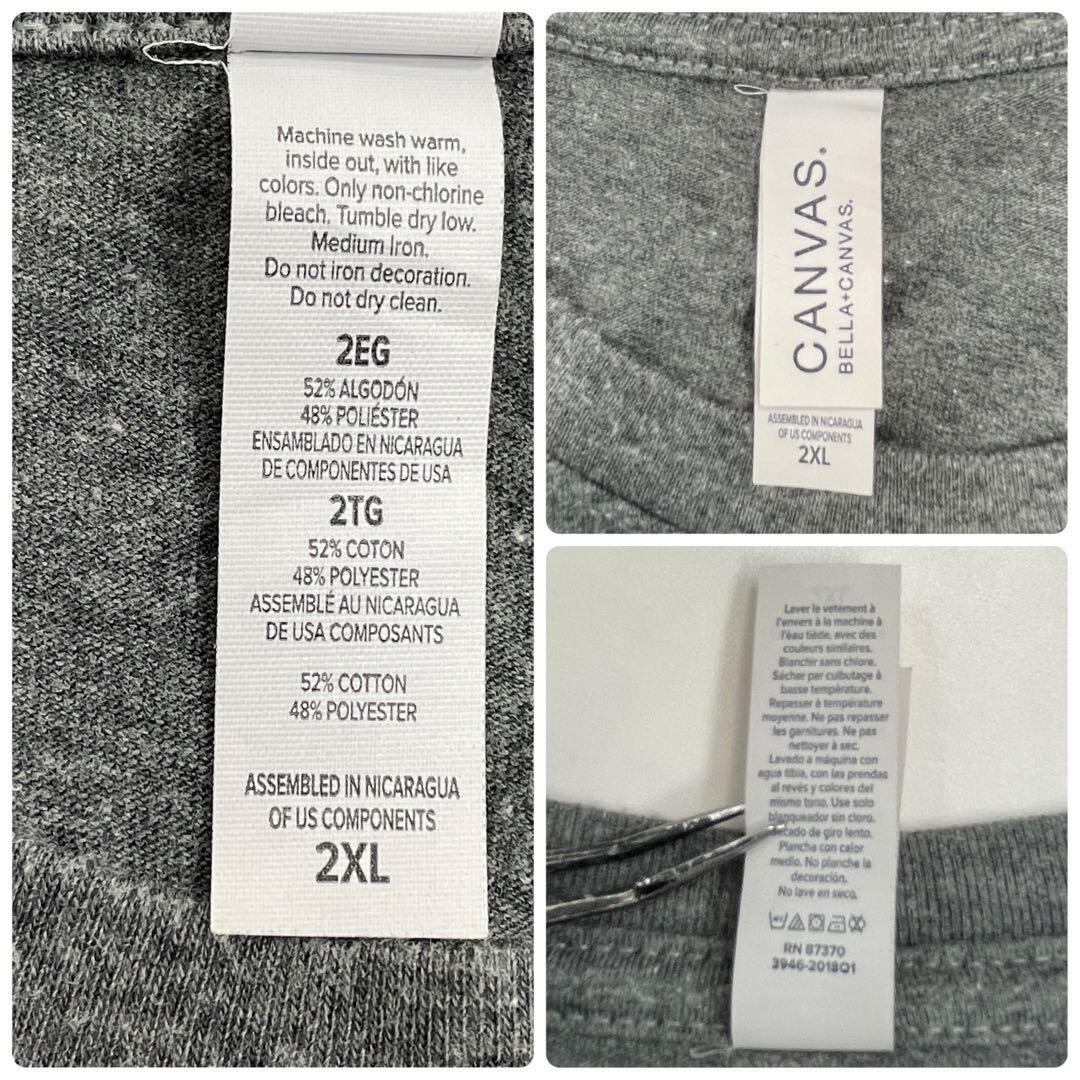 Machine wash warm,
inside out, with like
colors. Only non-chlorine
bleach. Tumble dry low.
Medium Iron.
Do not iron decoration.
Do not dry clean.
2EG
52% ALGODÓN
48% POLIÉSTER
ENSAMBLADO EN NICARAGUA
DE COMPONENTES DE USA
2TG
52% COTON
48% POLYESTER
ASSEMBLÉ AU NICARAGUA
DE USA COMPOSANTS
52% COTTON
48% POLYESTER
ASSEMBLED IN NICARAGUA
OF US COMPONENTS
2XL
CANVAS.
BELLA+CANVAS.
ASSEMBLED IN NICARAGUA
OF US COMPONENTS
2XL
Laver le vetement à
l'envers à la machine à
l'éau tiède, avec des
couleurs similaires.
Blanchir sans chlore.
Sécher par culbutage à
basse température.
Repasser à température
moyenne. Ne pas repasser
les garnitures. Ne pas
nettoyer à sec.
Lavado a máquina con
agua tibia, con las prendas
al revés y colores del
mismo tono. Use solo
blanqueador sin cloro.
Secado de giro lento.
Plancha con calor
medio. No planche la
decoración.
No lave en seco.
RN 87370
3946-2018Q1